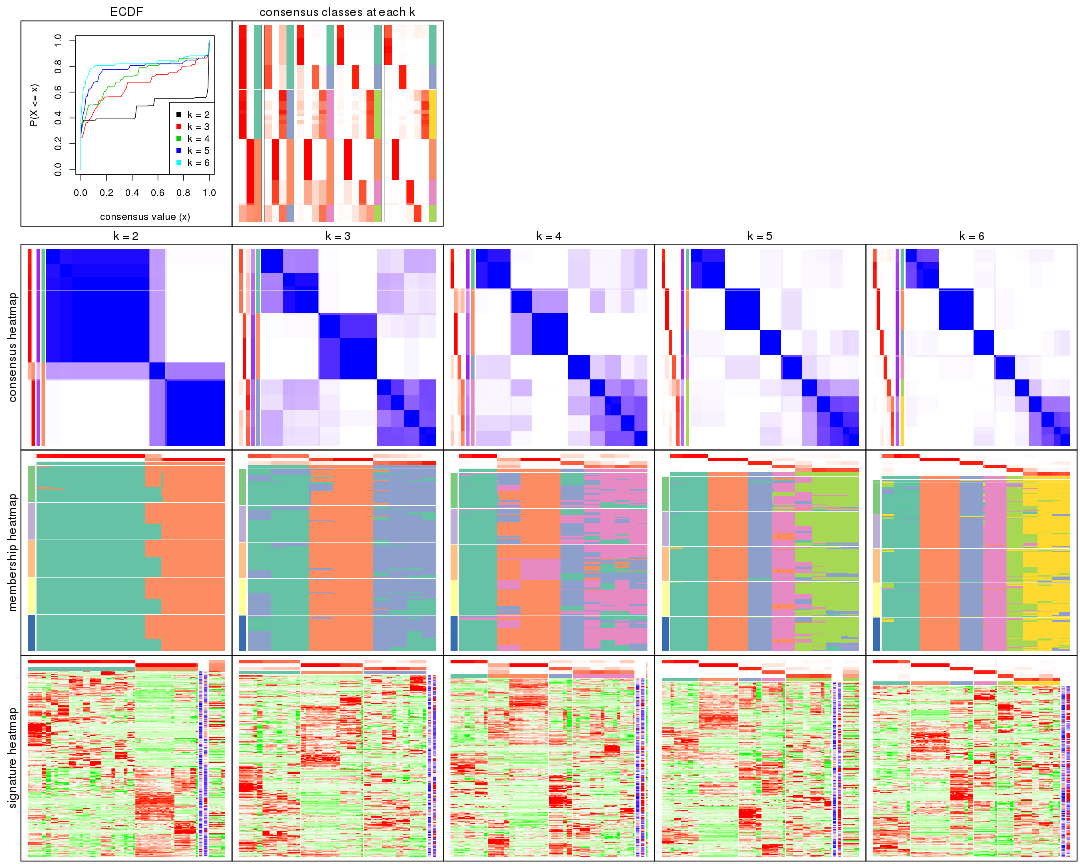 ECDF
consensus classes at each k
P(X <= x)
0.0 0.2 0.4 0.6 0.8 1.0
k = 2
k = 3
k = 4
k = 5
k = 6
0.0 0.2 0.4 0.6 0.8 1.0
consensus value (x)
k = 2
k = 3
k = 4
k = 5
k = 6
consensus heatmap
membership heatmap
signature heatmap